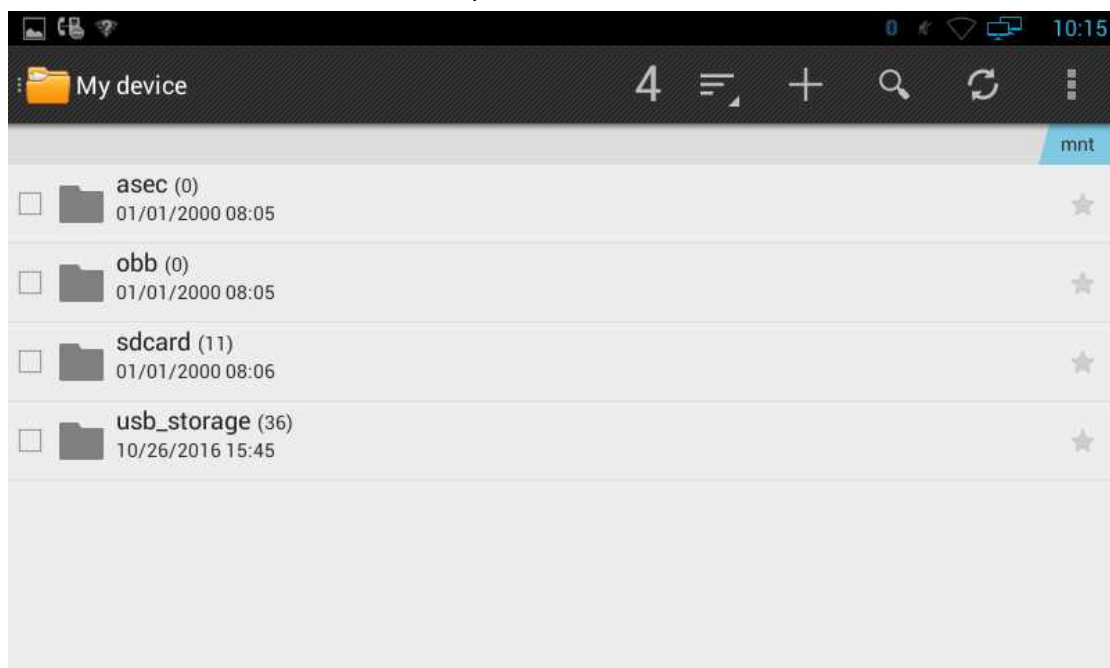 10:15
My device
4
mnt
asec (0)
01/01/2000 08:05
obb (0)
01/01/2000 08:05
sdcard (11)
01/01/2000 08:06
usb_storage (36)
10/26/2016 15:45